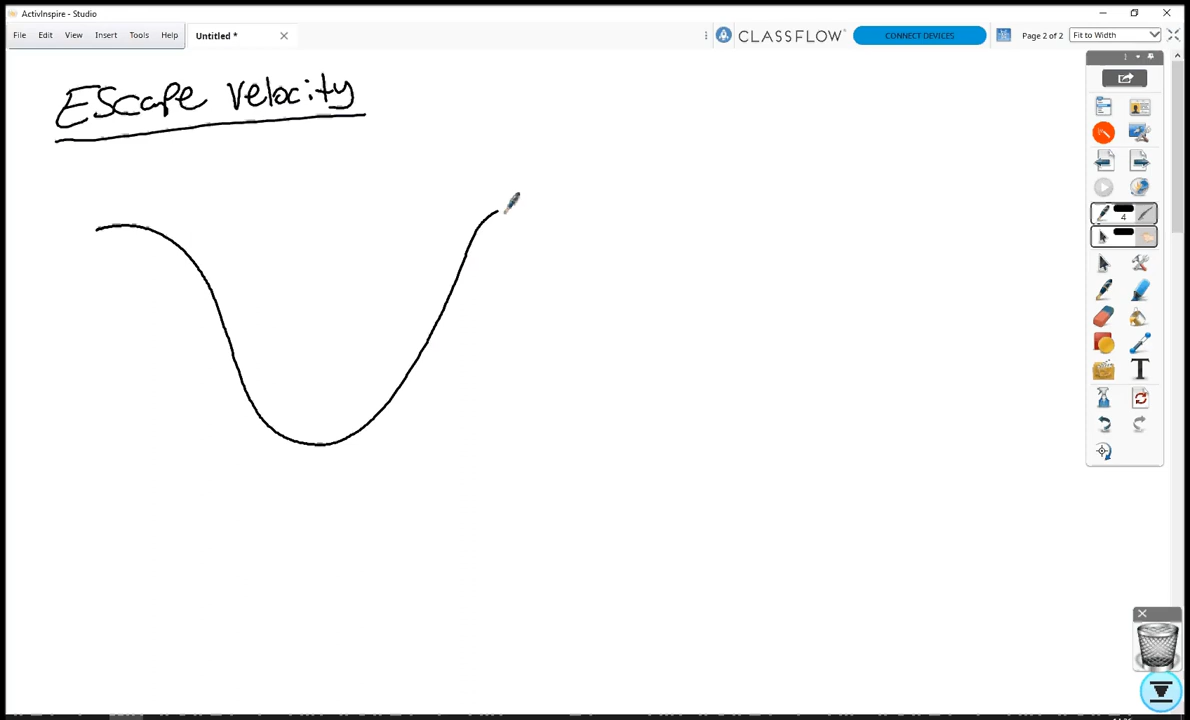 ActivInspire - Studio
File Edit View Insert Tools Help Untitled * CLASSFLOW CONNECT DEVICES Page 2 of 2 Fit to Width
Escape velocity
4
T